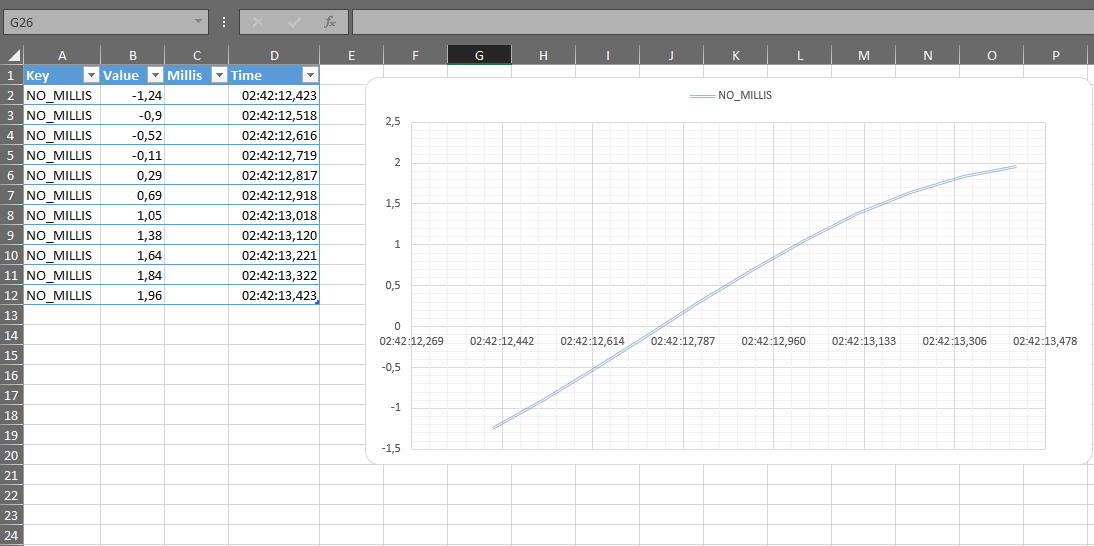 G26 fx
A B C D E F G H I J K L M N O P
1 Key Value Millis Time
2 NO_MILLIS -1,24 02:42:12,423
3 NO_MILLIS -0,9 02:42:12,518
4 NO_MILLIS -0,52 02:42:12,616
5 NO_MILLIS -0,11 02:42:12,719
6 NO_MILLIS 0,29 02:42:12,817
7 NO_MILLIS 0,69 02:42:12,918
8 NO_MILLIS 1,05 02:42:13,018
9 NO_MILLIS 1,38 02:42:13,120
10 NO_MILLIS 1,64 02:42:13,221
11 NO_MILLIS 1,84 02:42:13,322
12 NO_MILLIS 1,96 02:42:13,423
13
14
15
16
17
18
19
20
21
22
23
24
NO_MILLIS
2,5
2
1,5
1
0,5
0
02:42:12,269 02:42:12,442 02:42:12,614 02:42:12,787 02:42:12,960 02:42:13,133 02:42:13,306 02:42:13,478
-0,5
-1
-1,5